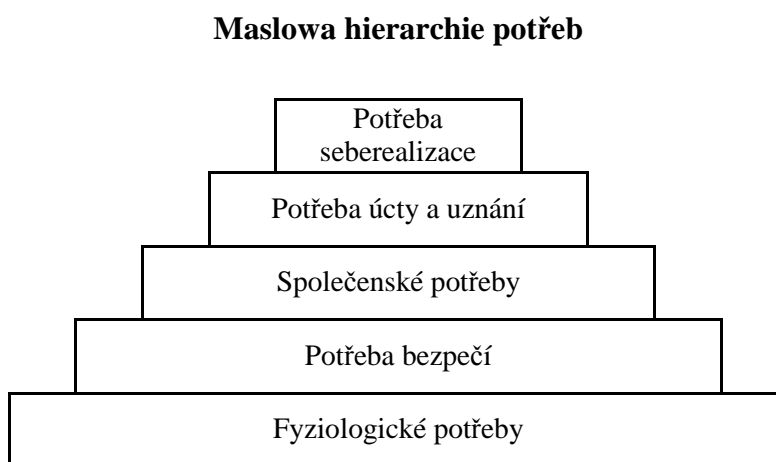 Maslowa hierarchie potřeb
Potřeba
seberealizace
Potřeba úcty a uznání
Společenské potřeby
Potřeba bezpečí
Fyziologické potřeby